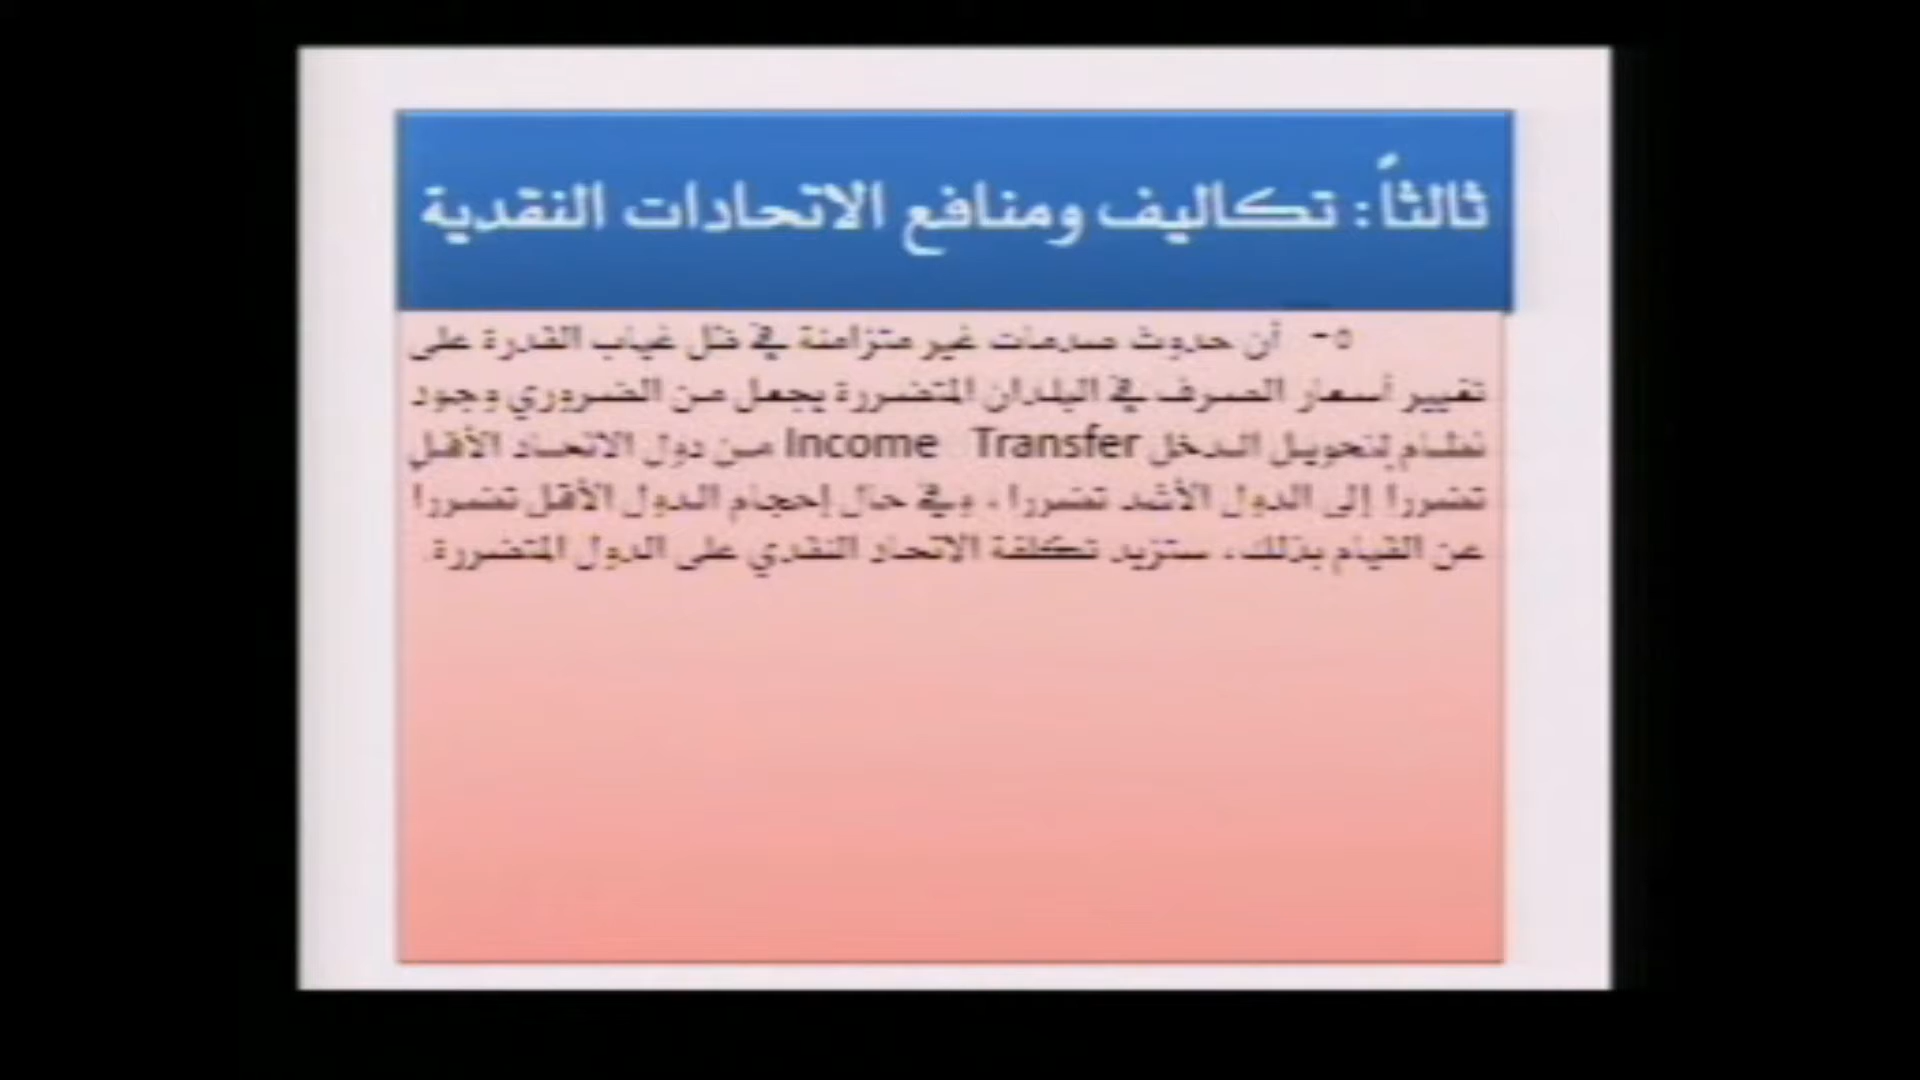 ثالثاً: تكاليف ومنافع الاتحادات النقدية
٥- أن حدوث صدمات غير متزامنة في ظل غياب القدرة على
تغيير أسعار الصرف في البلدان المتضررة يجعل من الضروري وجود
نظام لتحويل الدخل Income Transfer من دول الاتحاد الأقل
تضررا إلى الدول الأشد تضررا، وفي حال إحجام الدول الأقل تضررا
عن القيام بذلك، ستزيد تكلفة الاتحاد النقدي على الدول المتضررة.